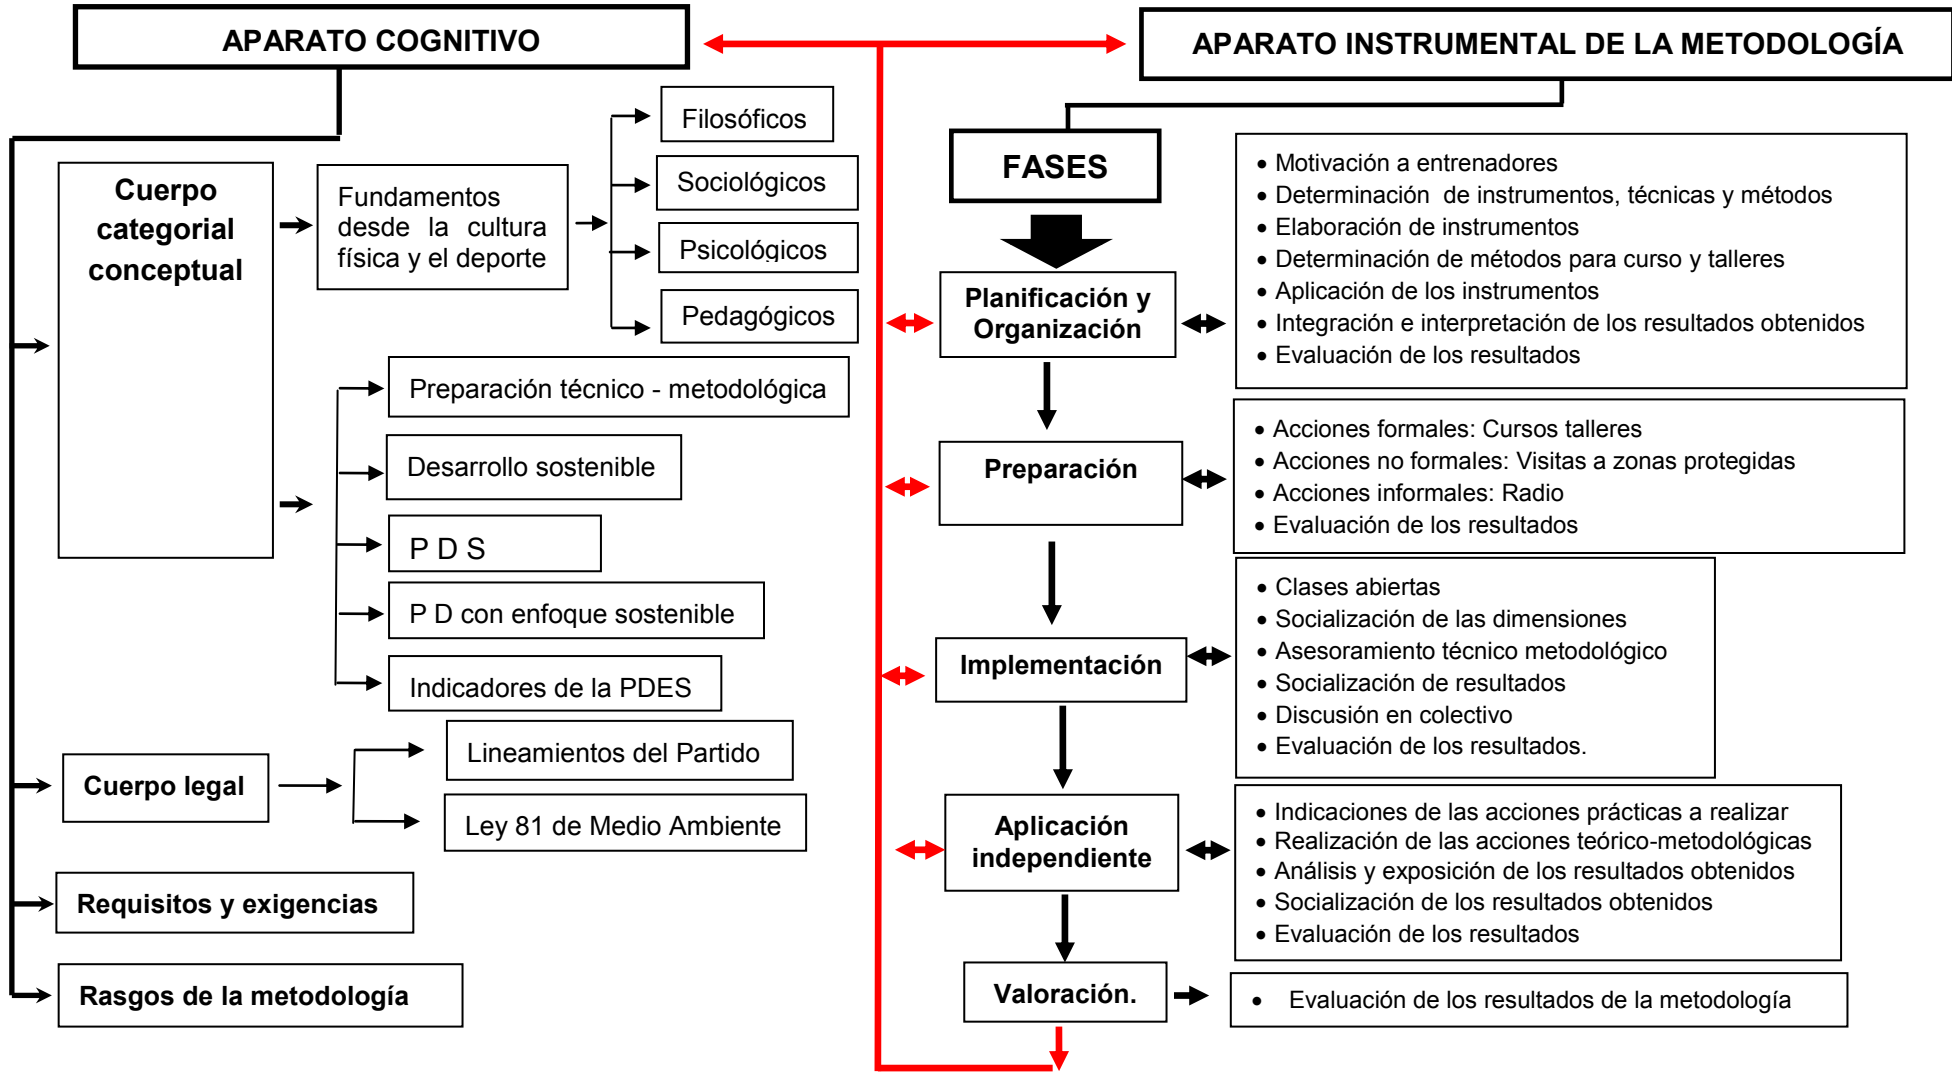 APARATO COGNITIVO
Cuerpo
categorial
conceptual
Fundamentos
desde la cultura
física y el deporte
Filosóficos
Sociológicos
Psicológicos
Pedagógicos
Preparación técnico - metodológica
Desarrollo sostenible
P D S
P D con enfoque sostenible
Indicadores de la PDES
Cuerpo legal
Lineamientos del Partido
Ley 81 de Medio Ambiente
Requisitos y exigencias
Rasgos de la metodología
APARATO INSTRUMENTAL DE LA METODOLOGÍA
FASES
Planificación y
Organización
• Motivación a entrenadores
• Determinación de instrumentos, técnicas y métodos
• Elaboración de instrumentos
• Determinación de métodos para curso y talleres
• Aplicación de los instrumentos
• Integración e interpretación de los resultados obtenidos
• Evaluación de los resultados
Preparación
• Acciones formales: Cursos talleres
• Acciones no formales: Visitas a zonas protegidas
• Acciones informales: Radio
• Evaluación de los resultados
Implementación
• Clases abiertas
• Socialización de las dimensiones
• Asesoramiento técnico metodológico
• Socialización de resultados
• Discusión en colectivo
• Evaluación de los resultados.
Aplicación
independiente
• Indicaciones de las acciones prácticas a realizar
• Realización de las acciones teórico-metodológicas
• Análisis y exposición de los resultados obtenidos
• Socialización de los resultados obtenidos
• Evaluación de los resultados
Valoración.
• Evaluación de los resultados de la metodología